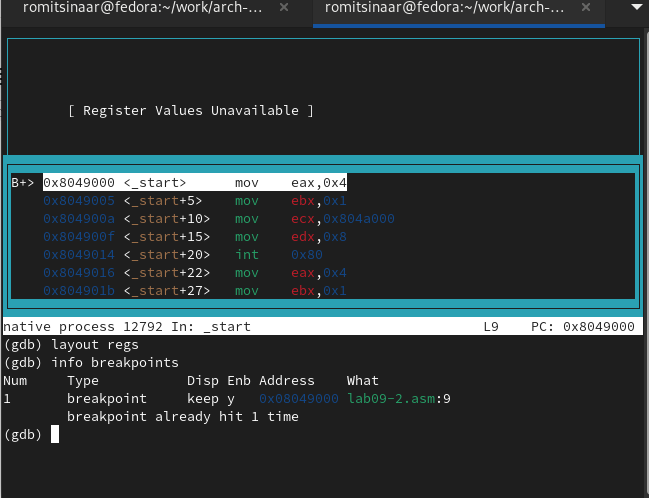 romitsinaar@fedora:~/work/arch-... × romitsinaar@fedora:~/work/arch-... ×
[ Register Values Unavailable ]
B+> 0x8049000 <_start> mov eax,0x4
0x8049005 <_start+5> mov ebx,0x1
0x804900a <_start+10> mov ecx,0x804a000
0x804900f <_start+15> mov edx,0x8
0x8049014 <_start+20> int 0x80
0x8049016 <_start+22> mov eax,0x4
0x804901b <_start+27> mov ebx,0x1
native process 12792 In: _start L9 PC: 0x8049000
(gdb) layout regs
(gdb) info breakpoints
Num Type Disp Enb Address What
1 breakpoint keep y 0x08049000 lab09-2.asm:9
breakpoint already hit 1 time
(gdb)